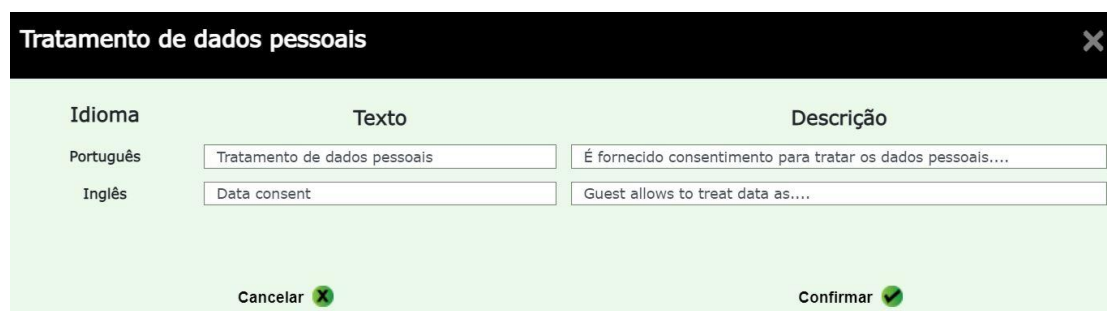 Tratamento de dados pessoais
Idioma Texto Descrição
Português Tratamento de dados pessoais É fornecido consentimento para tratar os dados pessoais....
Inglês Data consent Guest allows to treat data as....
Cancelar Confirmar